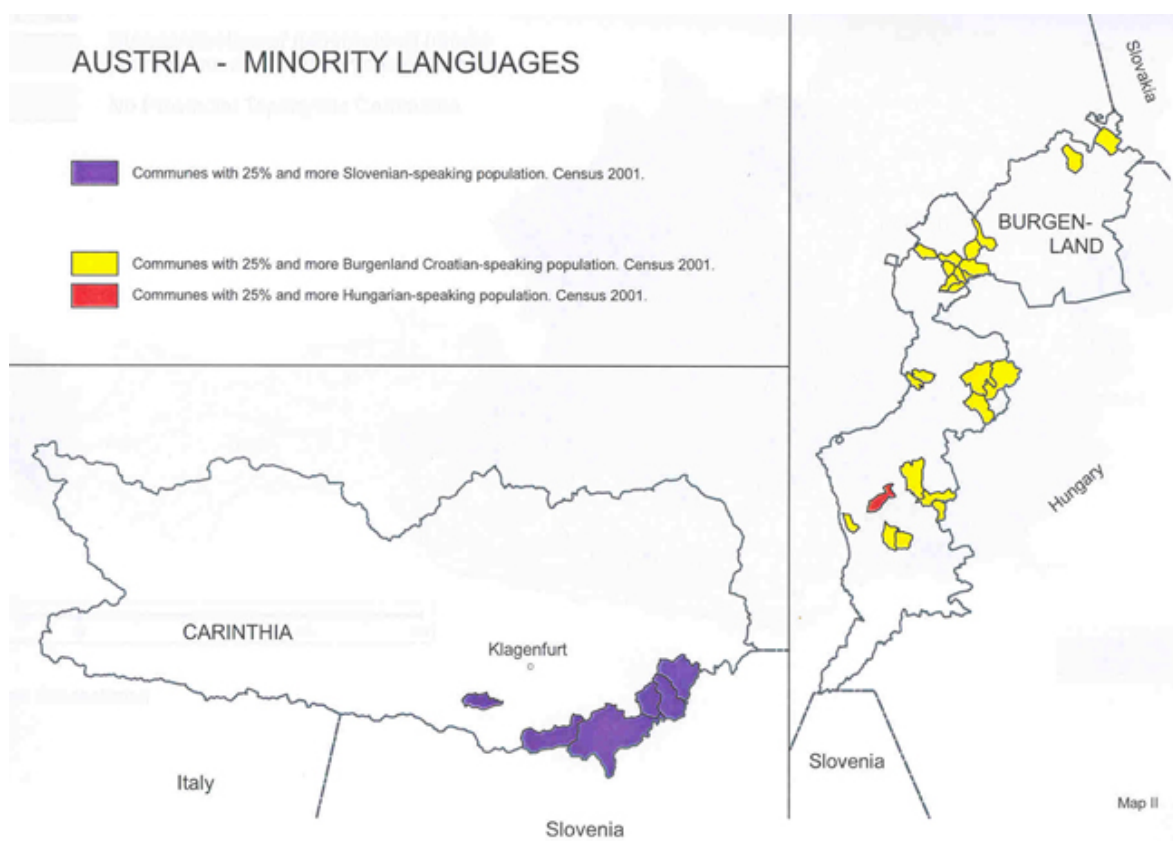 AUSTRIA - MINORITY LANGUAGES
Communes with 25% and more Slovenian-speaking population. Census 2001.
Communes with 25% and more Burgenland Croatian-speaking population. Census 2001.
Communes with 25% and more Hungarian-speaking population. Census 2001.
Slovakia
BURGEN-
LAND
Hungary
CARINTHIA
Klagenfurt
Italy
Slovenia
Slovenia
Map II